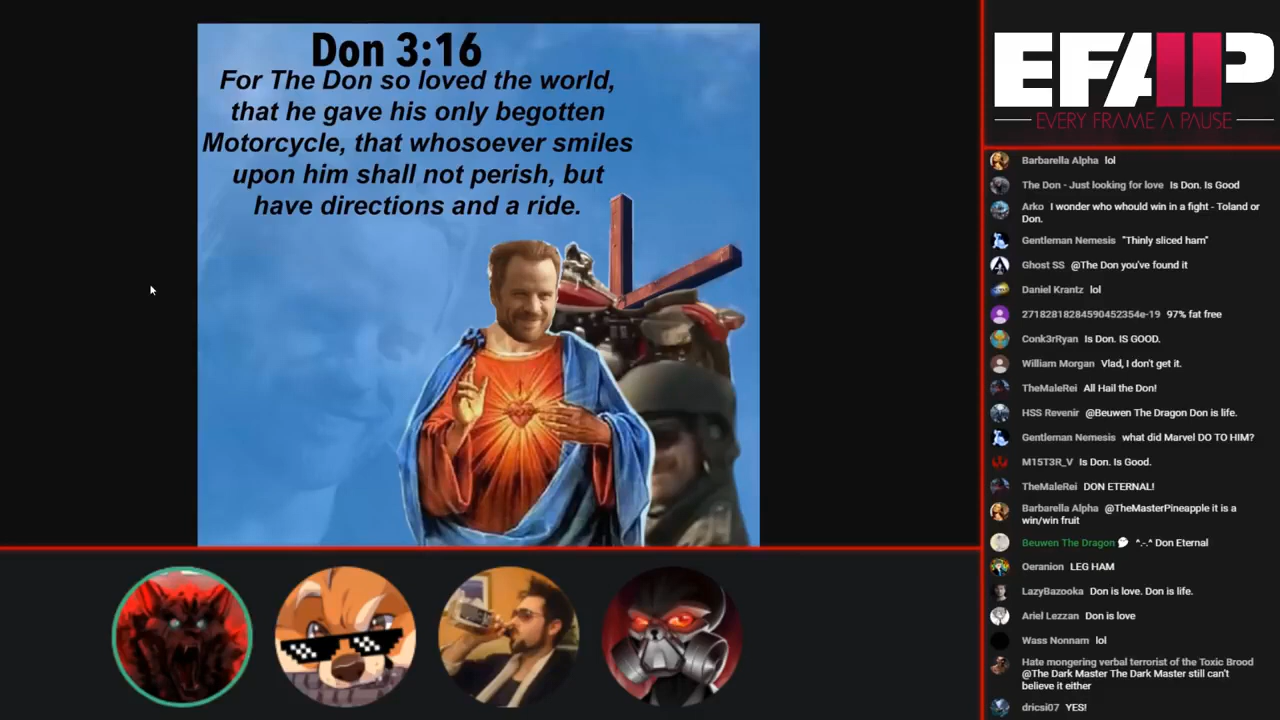 Don 3:16
For The Don so loved the world,
that he gave his only begotten
Motorcycle, that whosoever smiles
upon him shall not perish, but
have directions and a ride.
EFAP
EVERY FRAME A PAUSE
Barbarella Alpha lol
The Don - Just looking for love Is Don. Is Good
Arko I wonder who whould win in a fight - Toland or
Don.
Gentleman Nemesis "Thinly sliced ham"
Ghost SS @The Don you've found it
Daniel Krantz lol
2718281828459045​2354e-19 97% fat free
Conk3rRyan Is Don. IS GOOD.
William Morgan Vlad, I don't get it.
TheMaleRei All Hail the Don!
HSS Revenir @Beuwen The Dragon Don is life.
Gentleman Nemesis what did Marvel DO TO HIM?
M15T3R_V Is Don. Is Good.
TheMaleRei DON ETERNAL!
Barbarella Alpha @TheMasterPineapple it is a
win/win fruit
Beuwen The Dragon ^.-.^ Don Eternal
Oeranion LEG HAM
LazyBazooka Don is love. Don is life.
Ariel Lezzan Don is love
Wass Nonnam lol
Hate mongering verbal terrorist of the Toxic Brood
@The Dark Master The Dark Master still can't
believe it either
dricsi07 YES!